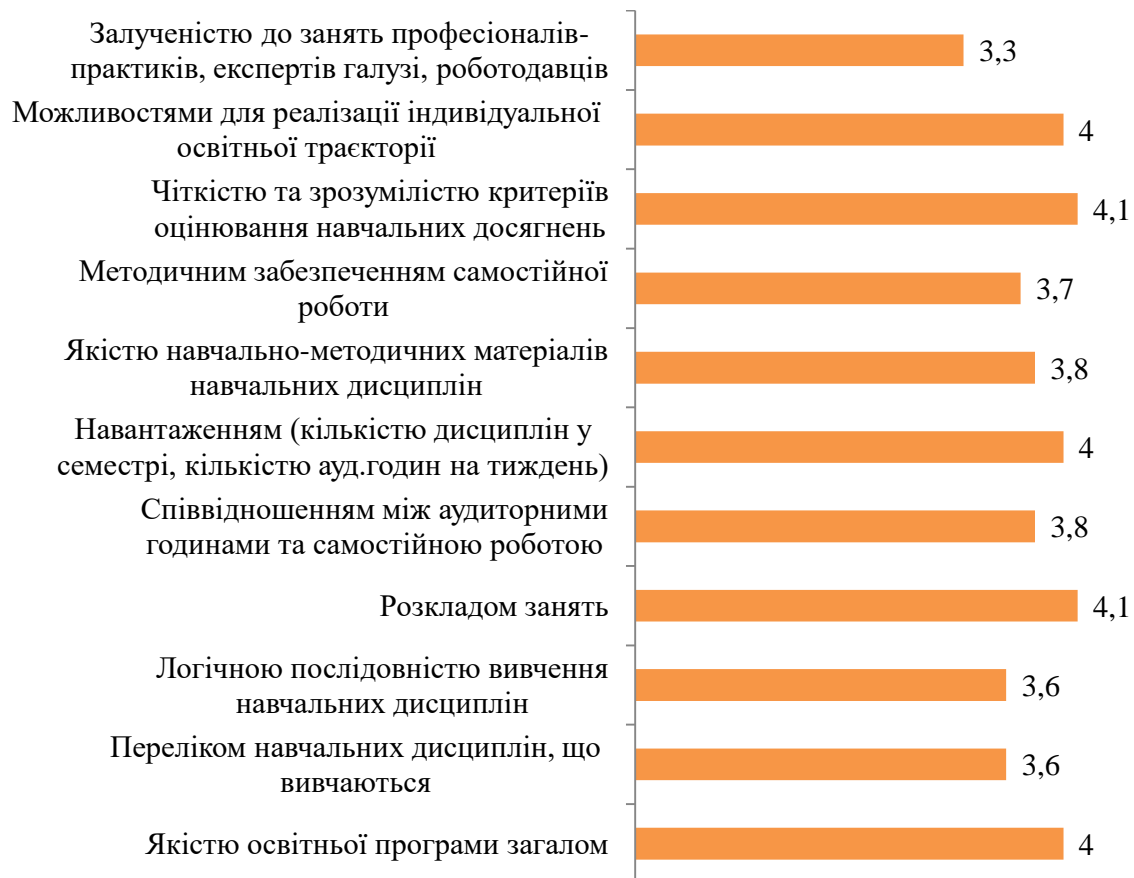 Залученістю до занять професіоналів-
практиків, експертів галузі, роботодавців
3,3
Можливостями для реалізації індивідуальної
освітньої траєкторії
4
Чіткістю та зрозумілістю критеріїв
оцінювання навчальних досягнень
4,1
Методичним забезпеченням самостійної
роботи
3,7
Якістю навчально-методичних матеріалів
навчальних дисциплін
3,8
Навантаженням (кількістю дисциплін у
семестрі, кількістю ауд.годин на тиждень)
4
Співвідношенням між аудиторними
годинами та самостійною роботою
3,8
Розкладом занять
4,1
Логічною послідовністю вивчення
навчальних дисциплін
3,6
Переліком навчальних дисциплін, що
вивчаються
3,6
Якістю освітньої програми загалом
4